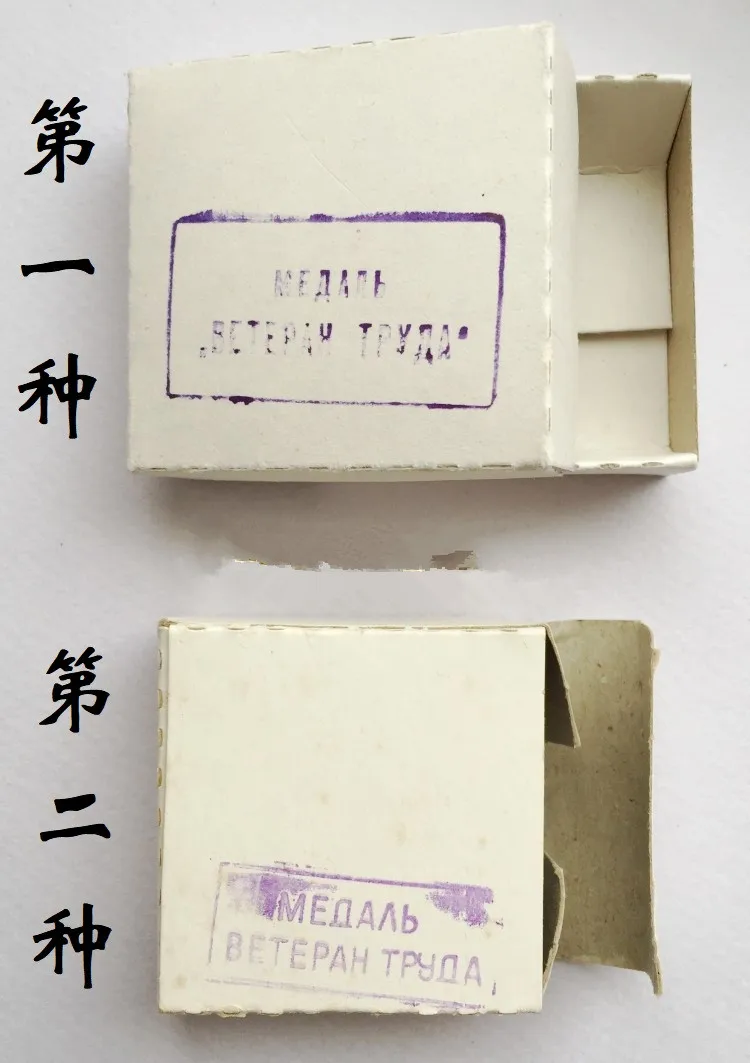 第一种
МЕДАЛЬ
„ВЕТЕРАН ТРУДА“
第二种
МЕДАЛЬ
ВЕТЕРАН ТРУДА